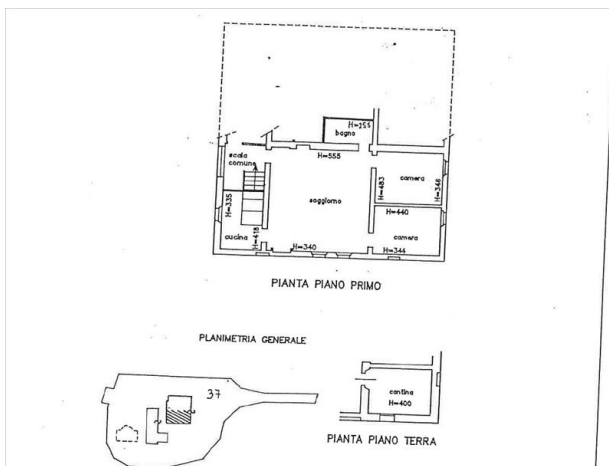 H=255
bagno
scala
comune
H=555
camera
H=483
H=346
soggiorno
H=335
H=440
cucina
H=418
H=340
camera
H=344
PIANTA PIANO PRIMO
PLANIMETRIA GENERALE
37
cantina
H=400
PIANTA PIANO TERRA